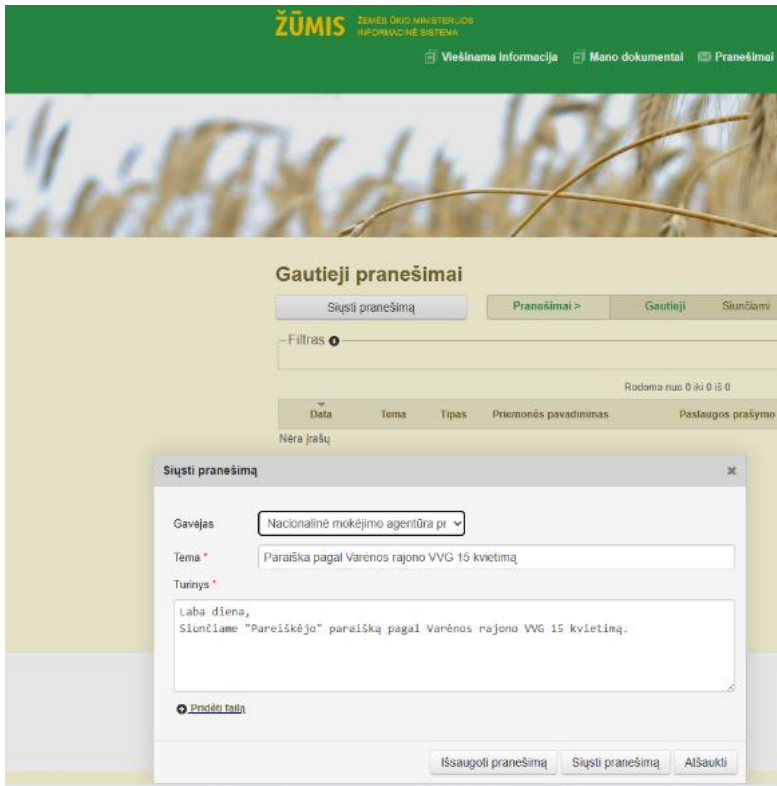 ŽŪMIS
ŽEMĖS ŪKIO MINISTERIJOS
INFORMACINĖ SISTEMA
Viešinama informacija Mano dokumentai Pranešimai
Gautieji pranešimai
Siųsti pranešimą
Pranešimai > Gautieji Siunčiami
Filtras
Rodoma nuo 0 iki 0 iš 0
Data Tema Tipas Priemonės pavadinimas Paslaugos prašymo
Nėra įrašų
Siųsti pranešimą
Gavėjas Nacionalinė mokėjimo agentūra pr
Tema * Paraiška pagal Varėnos rajono VVG 15 kvietimą
Turinys *
Laba diena,
Siunčiame "Pareiškėjo" paraišką pagal Varėnos rajono VVG 15 kvietimą.
Pridėti failą
Išsaugoti pranešimą Siųsti pranešimą Atšaukti